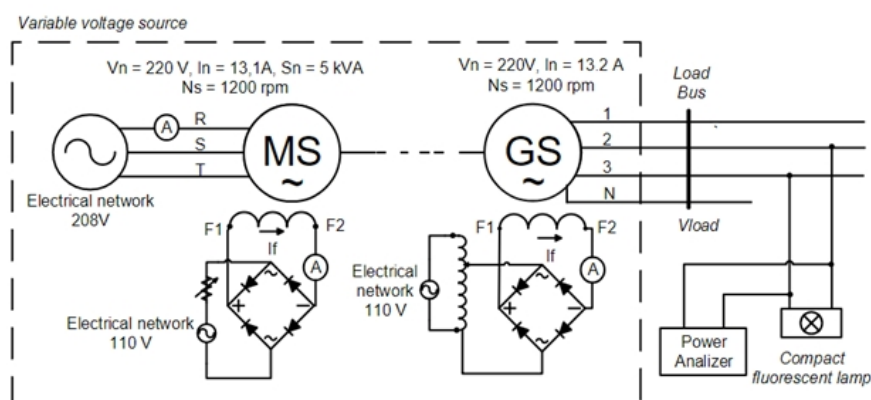 Variable voltage source
Vn = 220 V, In = 13,1A, Sn = 5 kVA
Ns = 1200 rpm
Vn = 220V, In = 13.2 A
Ns = 1200 rpm
Load
Bus
A
R
S
T
MS
~
GS
~
1
2
3
N
Electrical network
208V
Vload
F1
F2
If
A
Electrical network
110 V
+
−
~
~
Electrical
network
110 V
F1
F2
If
A
+
−
~
~
Power
Analizer
Compact
fluorescent lamp